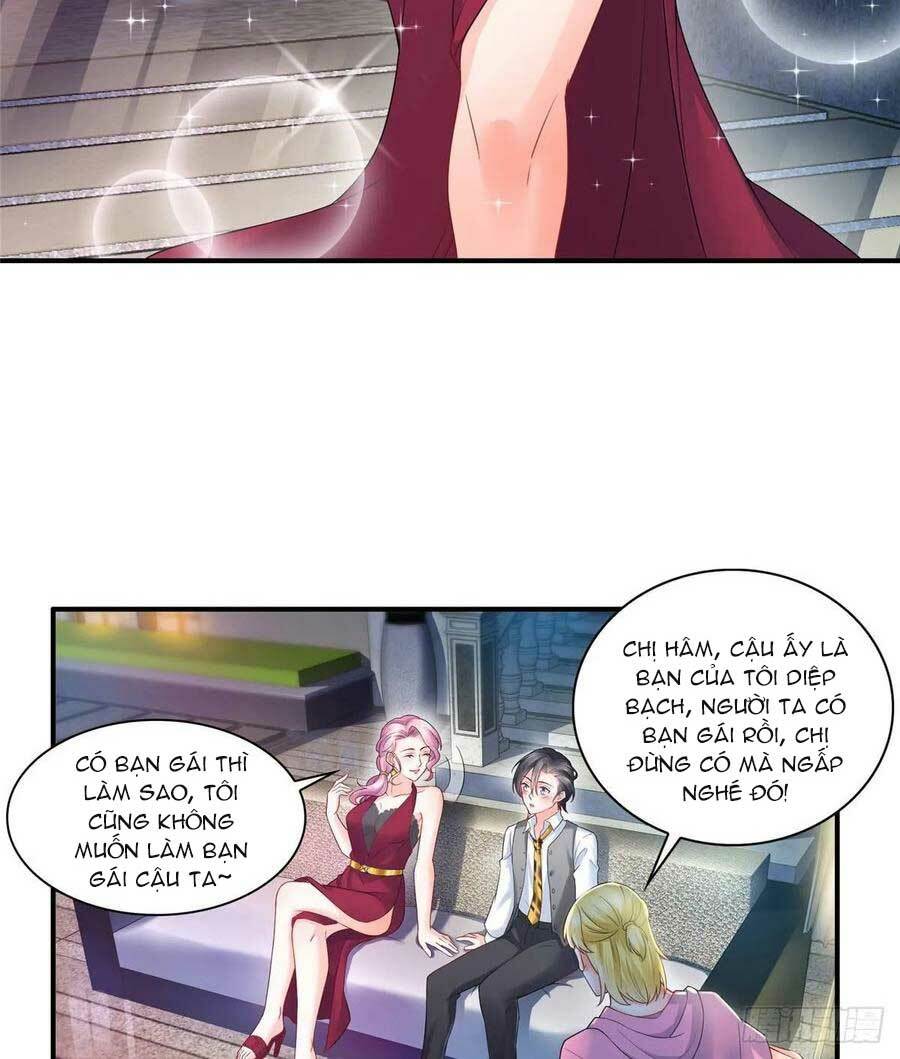 CHỊ HÂM, CẬU ẤY LÀ
BẠN CỦA TÔI DIỆP
BẠCH, NGƯỜI TA CÓ
BẠN GÁI RỒI, CHỊ
ĐỪNG CÓ MÀ NGẤP
NGHÉ ĐÓ!
CÓ BẠN GÁI THÌ
LÀM SAO, TÔI
CŨNG KHÔNG
MUỐN LÀM BẠN
GÁI CẬU TA~